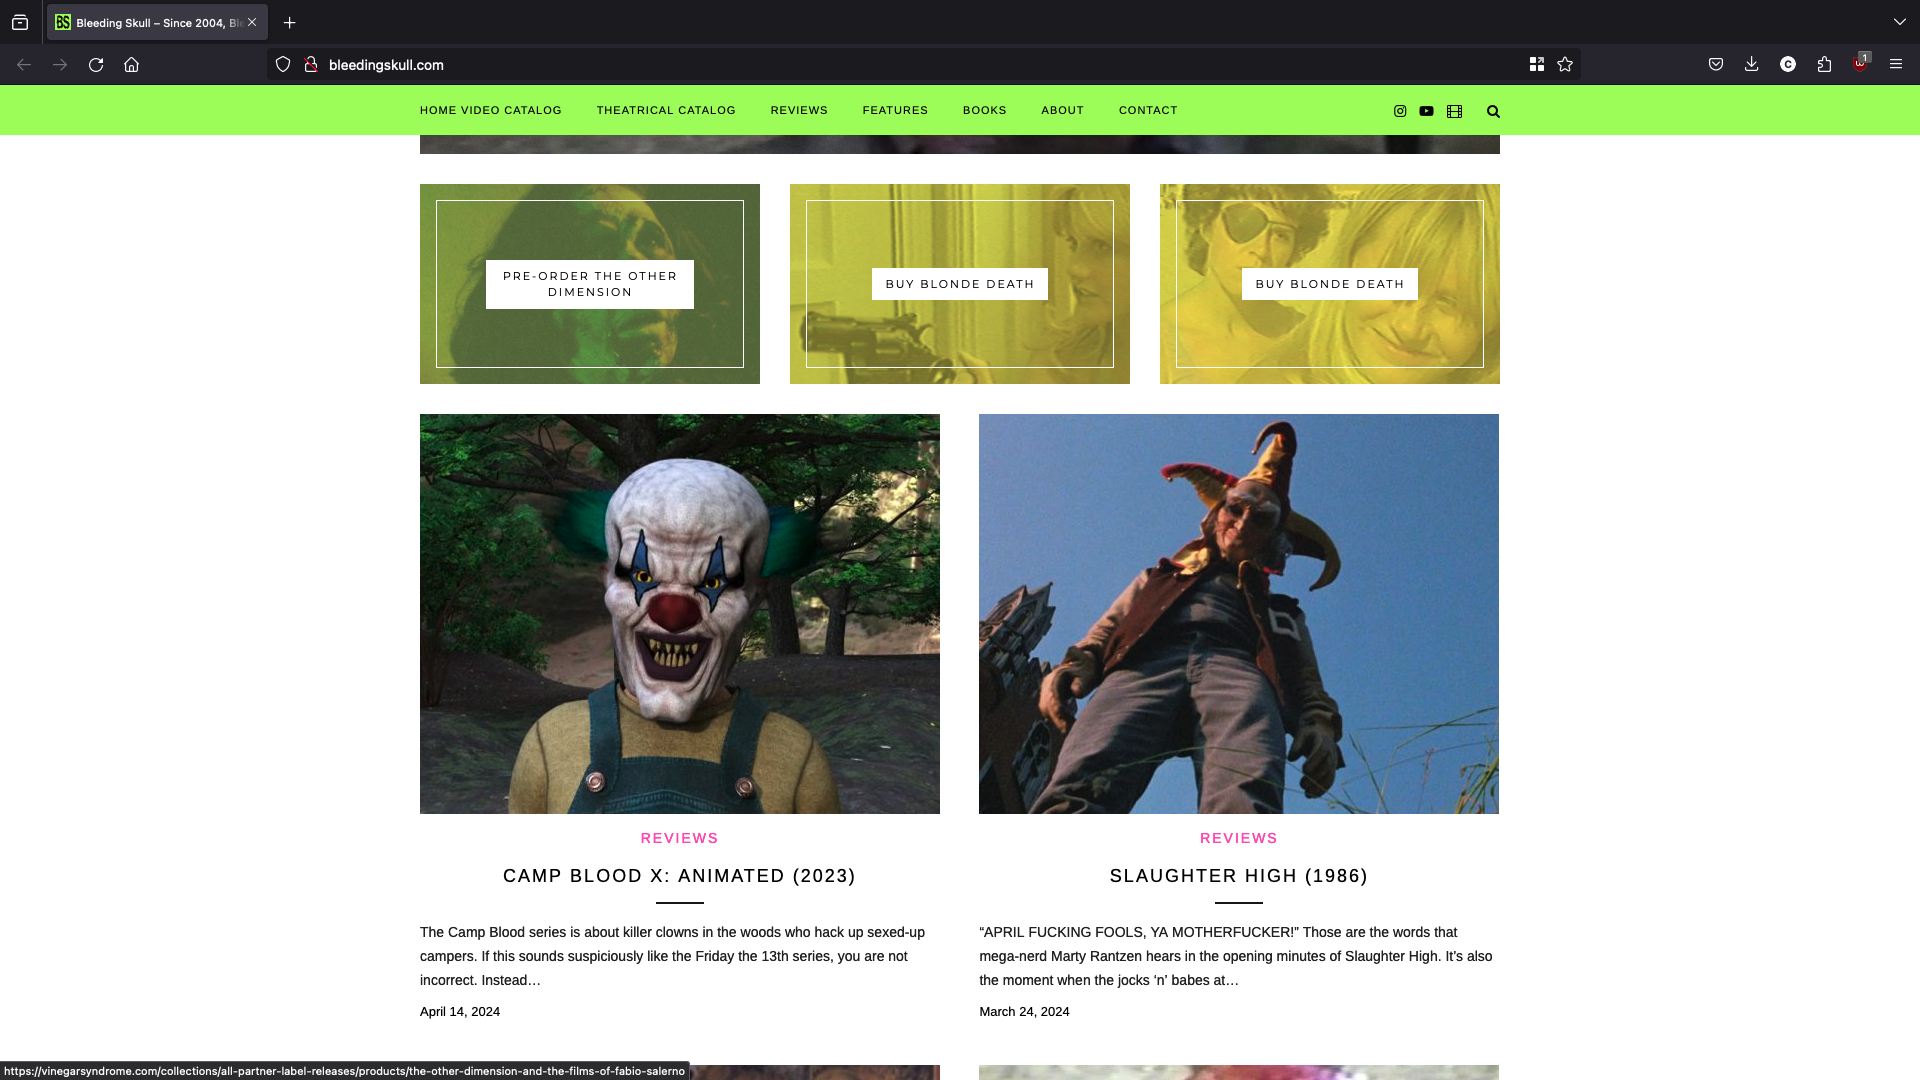 BS Bleeding Skull – Since 2004, Ble
bleedingskull.com
1
HOME VIDEO CATALOG THEATRICAL CATALOG REVIEWS FEATURES BOOKS ABOUT CONTACT
PRE-ORDER THE OTHER
DIMENSION
BUY BLONDE DEATH
BUY BLONDE DEATH
REVIEWS
CAMP BLOOD X: ANIMATED (2023)
The Camp Blood series is about killer clowns in the woods who hack up sexed-up
campers. If this sounds suspiciously like the Friday the 13th series, you are not
incorrect. Instead…
April 14, 2024
REVIEWS
SLAUGHTER HIGH (1986)
“APRIL FUCKING FOOLS, YA MOTHERFUCKER!” Those are the words that
mega-nerd Marty Rantzen hears in the opening minutes of Slaughter High. It’s also
the moment when the jocks ‘n’ babes at…
March 24, 2024
https://vinegarsyndrome.com/collections/all-partner-label-releases/products/the-other-dimension-and-the-films-of-fabio-salerno